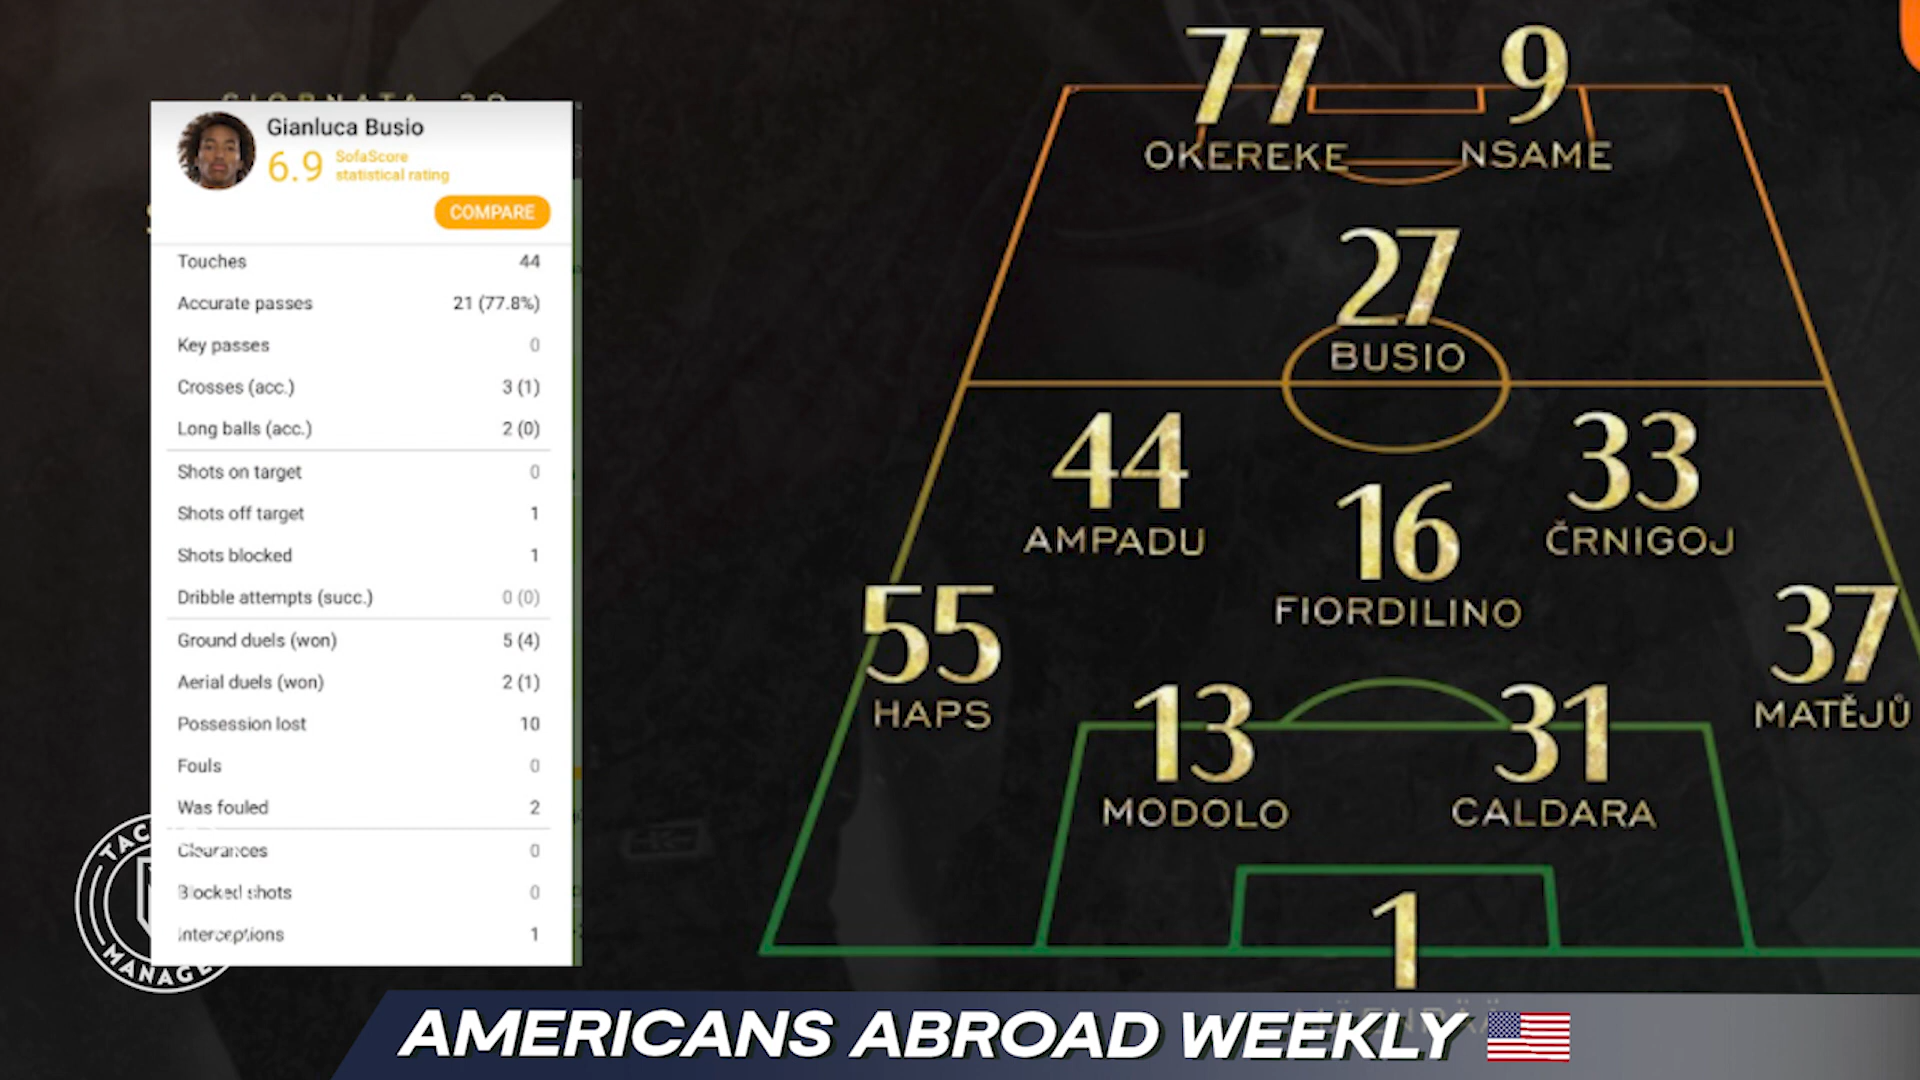 GIORNATA 30
Gianluca Busio
6.9
SofaScore
statistical rating
COMPARE
Touches 44
Accurate passes 21 (77.8%)
Key passes 0
Crosses (acc.) 3 (1)
Long balls (acc.) 2 (0)
Shots on target 0
Shots off target 1
Shots blocked 1
Dribble attempts (succ.) 0 (0)
Ground duels (won) 5 (4)
Aerial duels (won) 2 (1)
Possession lost 10
Fouls 0
Was fouled 2
Clearances 0
Blocked shots 0
Interceptions 1
MANAGE
77
OKEREKE
9
NSAME
27
BUSIO
44
AMPADU
16
FIORDILINO
33
ČRNIGOJ
55
HAPS
13
MODOLO
31
CALDARA
37
MATĚJŮ
1
AMERICANS ABROAD WEEKLY